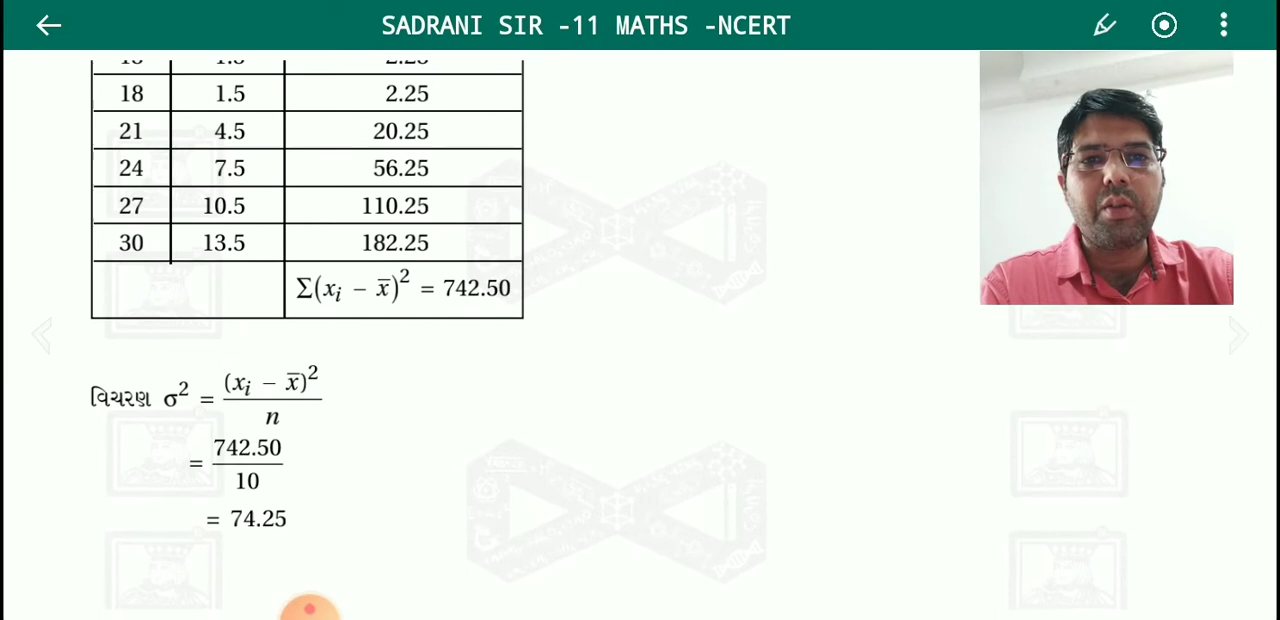 SADRANI SIR -11 MATHS -NCERT
18 1.5 2.25
21 4.5 20.25
24 7.5 56.25
27 10.5 110.25
30 13.5 182.25
Σ(xᵢ − x̄)² = 742.50
વિચરણ σ² = (xᵢ − x̄)² / n
= 742.50 / 10
= 74.25